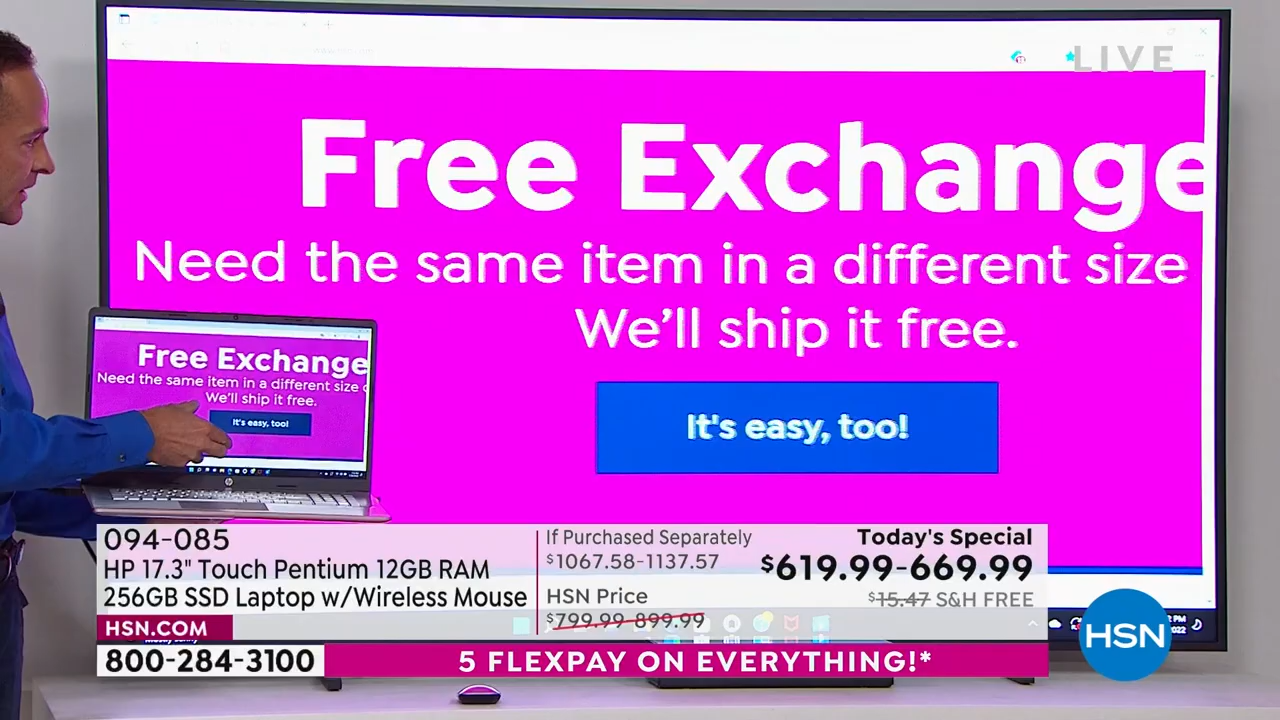 LIVE
Free Exchange
Need the same item in a different size
We'll ship it free.
It's easy, too!
Free Exchange
Need the same item in a different size
We'll ship it free.
It's easy, too!
hp
094-085
HP 17.3" Touch Pentium 12GB RAM
256GB SSD Laptop w/Wireless Mouse
HSN.COM
If Purchased Separately
$1067.58-1137.57
HSN Price
$799.99-899.99
Today's Special
$619.99-669.99
$15.47 S&H FREE
HSN
800-284-3100
5 FLEXPAY ON EVERYTHING!*